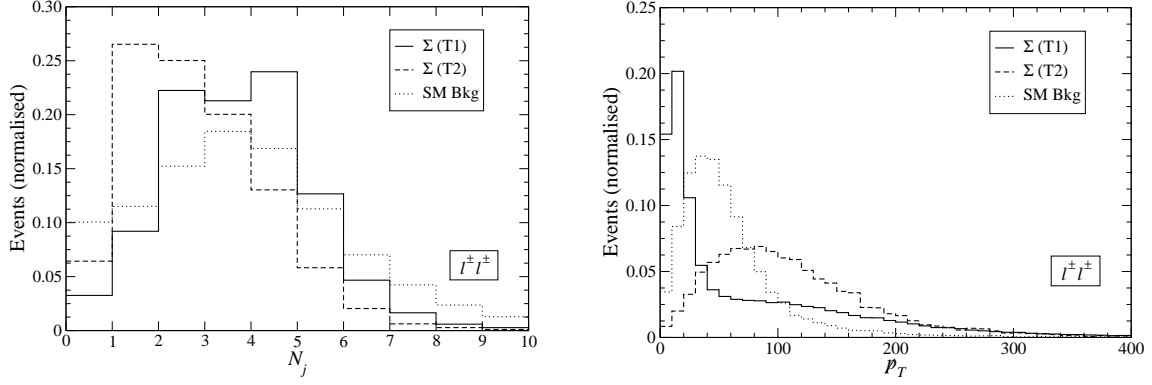 Events (normalised)
0.30
0.25
0.20
0.15
0.10
0.05
0
Σ (T1)
Σ (T2)
SM Bkg
l±l±
0 1 2 3 4 5 6 7 8 9 10
N_j
Events (normalised)
0.25
0.20
0.15
0.10
0.05
0
Σ (T1)
Σ (T2)
SM Bkg
l±l±
0 100 200 300 400
p̸_T